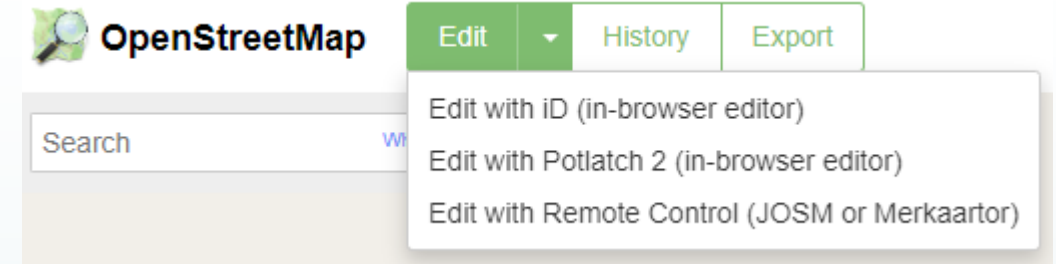 OpenStreetMap Edit History Export
Search
Edit with iD (in-browser editor)
Edit with Potlatch 2 (in-browser editor)
Edit with Remote Control (JOSM or Merkaartor)